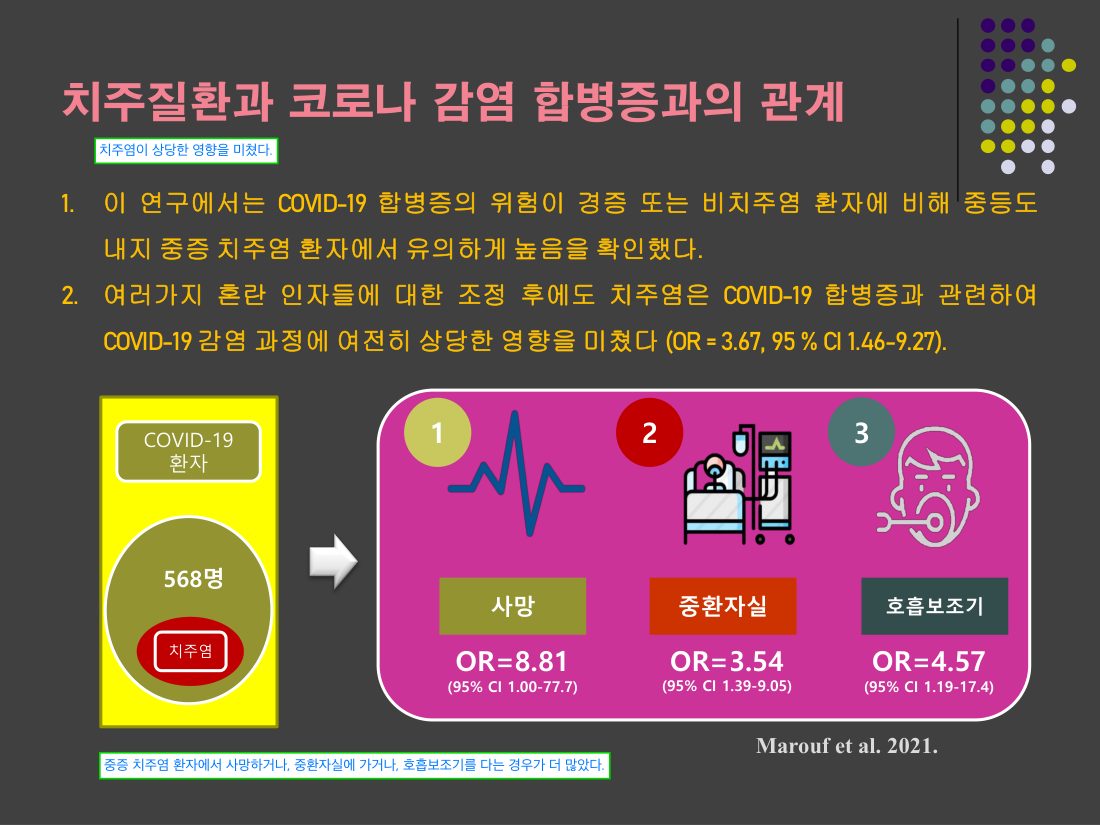 치주질환과 코로나 감염 합병증과의 관계
치주염이 상당한 영향을 미쳤다.
1. 이 연구에서는 COVID-19 합병증의 위험이 경증 또는 비치주염 환자에 비해 중등도
내지 중증 치주염 환자에서 유의하게 높음을 확인했다.
2. 여러가지 혼란 인자들에 대한 조정 후에도 치주염은 COVID-19 합병증과 관련하여
COVID-19 감염 과정에 여전히 상당한 영향을 미쳤다 (OR = 3.67, 95 % CI 1.46-9.27).
COVID-19
환자
568명
치주염
1
2
3
사망
중환자실
호흡보조기
OR=8.81
OR=3.54
OR=4.57
(95% CI 1.00-77.7)
(95% CI 1.39-9.05)
(95% CI 1.19-17.4)
Marouf et al. 2021.
중증 치주염 환자에서 사망하거나, 중환자실에 가거나, 호흡보조기를 다는 경우가 더 많았다.